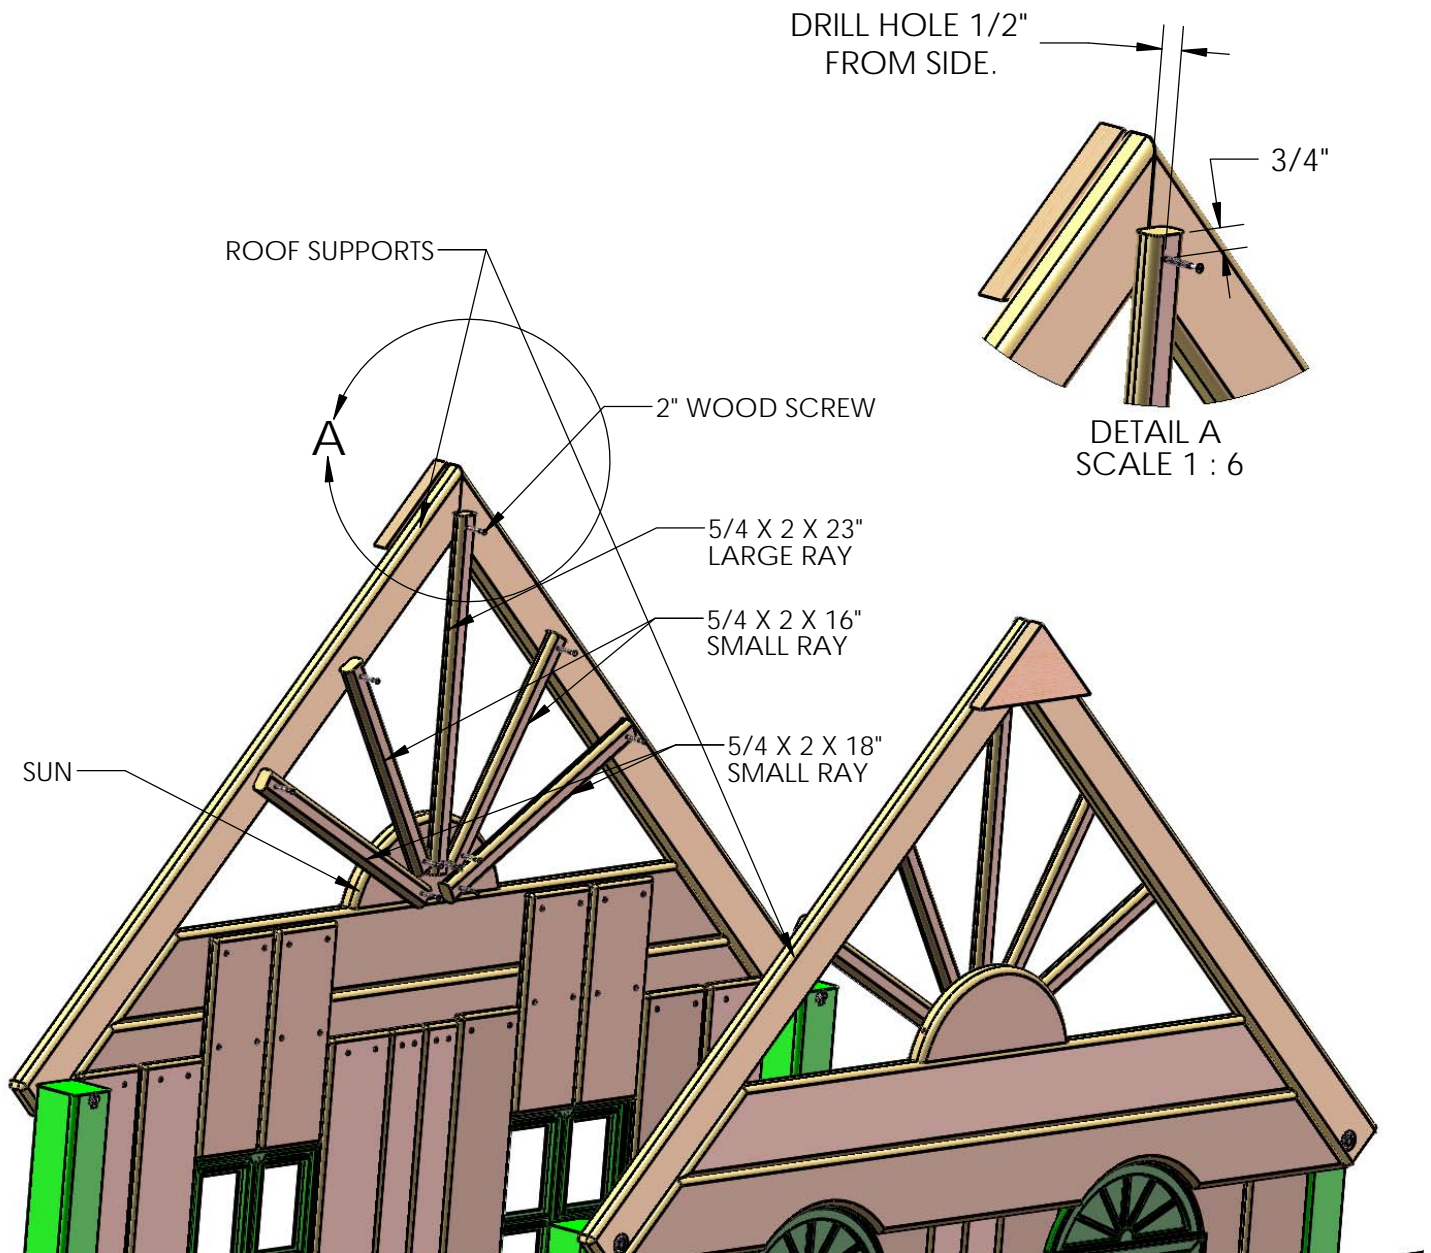 DRILL HOLE 1/2"
FROM SIDE.
3/4"
DETAIL A
SCALE 1 : 6
ROOF SUPPORTS
A
2" WOOD SCREW
5/4 X 2 X 23"
LARGE RAY
5/4 X 2 X 16"
SMALL RAY
5/4 X 2 X 18"
SMALL RAY
SUN